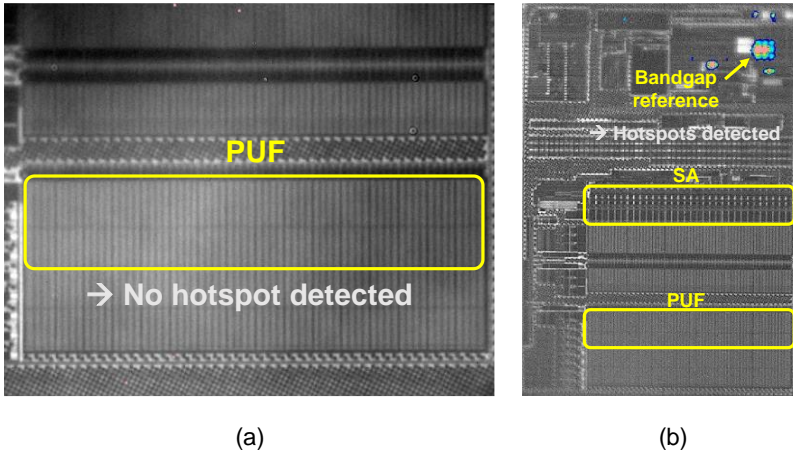 PUF
→ No hotspot detected
Bandgap
reference
→ Hotspots detected
SA
PUF
(a)
(b)